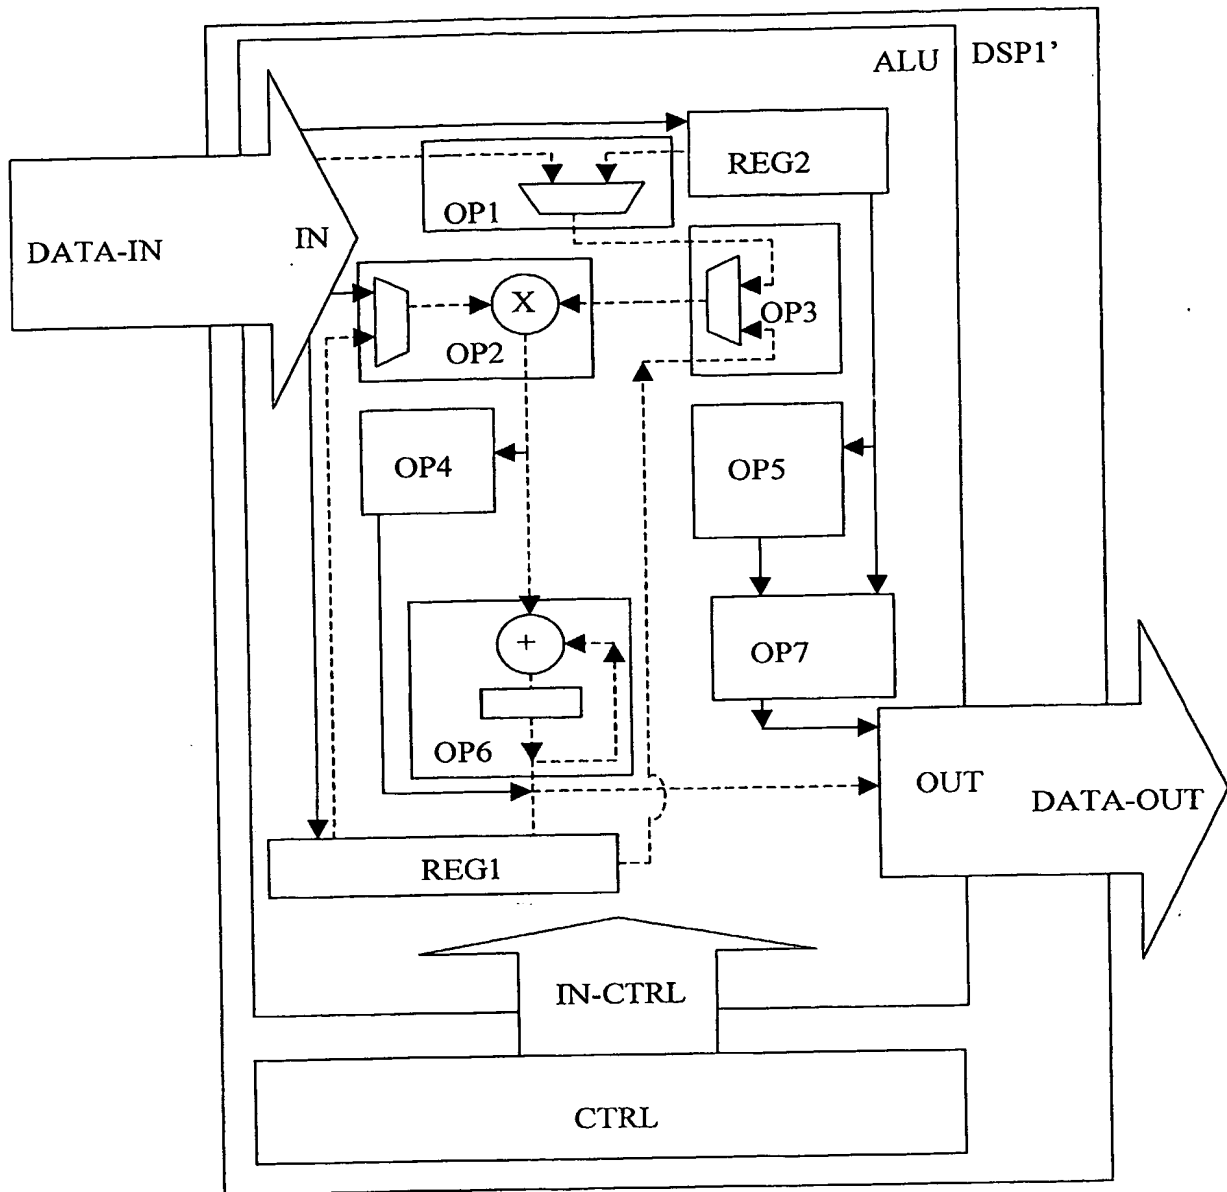 ALU
DSP1’
REG2
OP1
DATA-IN
IN
X
OP3
OP2
OP4
OP5
+
OP7
OP6
OUT
DATA-OUT
REG1
IN-CTRL
CTRL